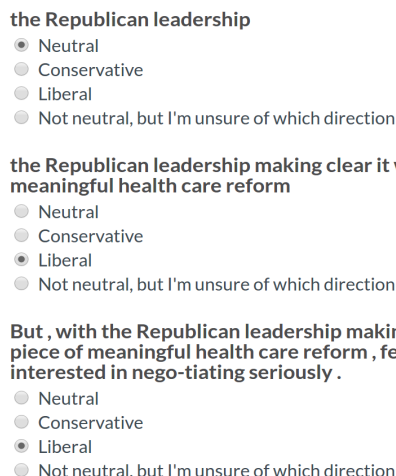 the Republican leadership
Neutral
Conservative
Liberal
Not neutral, but I'm unsure of which direction
the Republican leadership making clear it
meaningful health care reform
Neutral
Conservative
Liberal
Not neutral, but I'm unsure of which direction
But , with the Republican leadership
piece of meaningful health care reform ,
interested in nego-tiating seriously .
Neutral
Conservative
Liberal
Not neutral, but I'm unsure of which direction